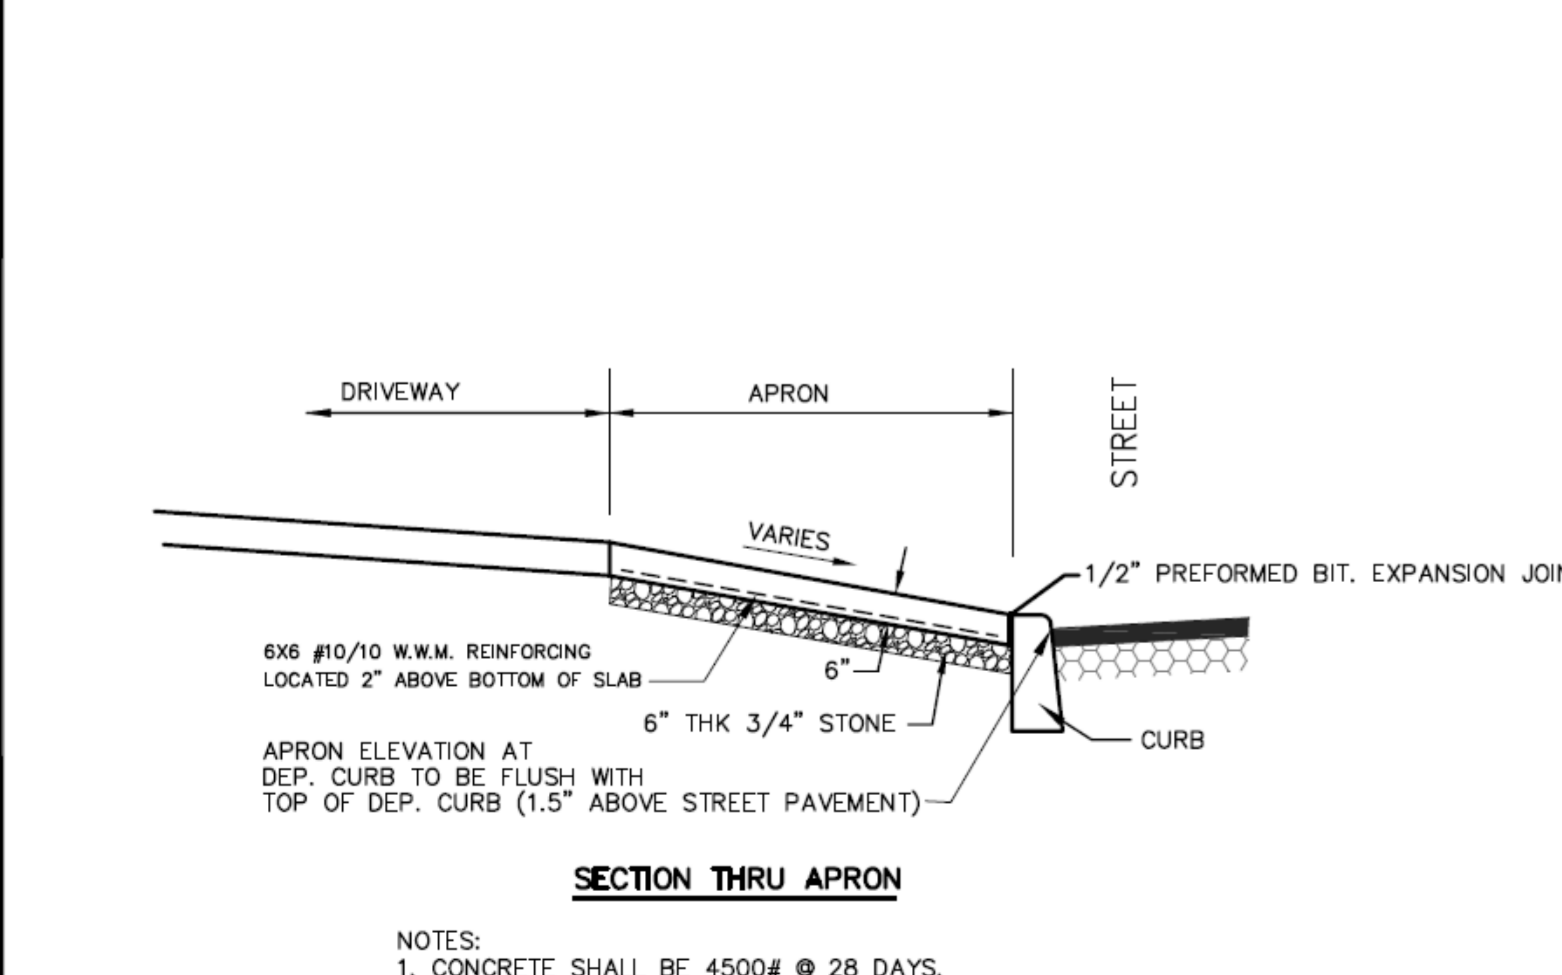 DRIVEWAY
APRON
STREET
VARIES
1/2" PREFORMED BIT. EXPANSION
6X6 #10/10 W.W.M. REINFORCING
LOCATED 2" ABOVE BOTTOM OF SLAB
6"
6" THK 3/4" STONE
CURB
APRON ELEVATION AT
DEP. CURB TO BE FLUSH WITH
TOP OF DEP. CURB (1.5" ABOVE STREET PAVEMENT)
SECTION THRU APRON
NOTES:
1. CONCRETE SHALL BE 4500# @ 28 DAYS.